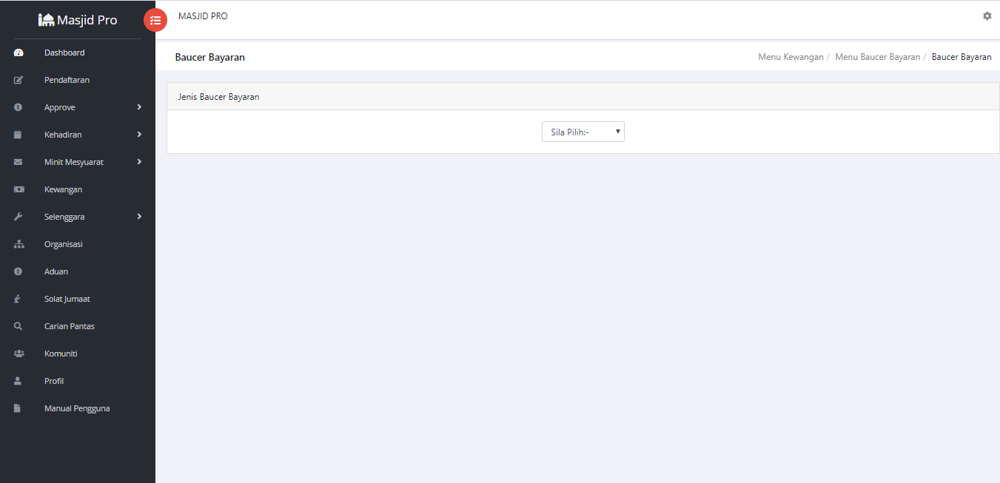 Masjid Pro
MASJID PRO
Dashboard
Pendaftaran
Approve
Kehadiran
Minit Mesyuarat
Kewangan
Selenggara
Organisasi
Aduan
Solat Jumaat
Carian Pantas
Komuniti
Profil
Manual Pengguna
Baucer Bayaran
Menu Kewangan / Menu Baucer Bayaran / Baucer Bayaran
Jenis Baucer Bayaran
Sila Pilih:-